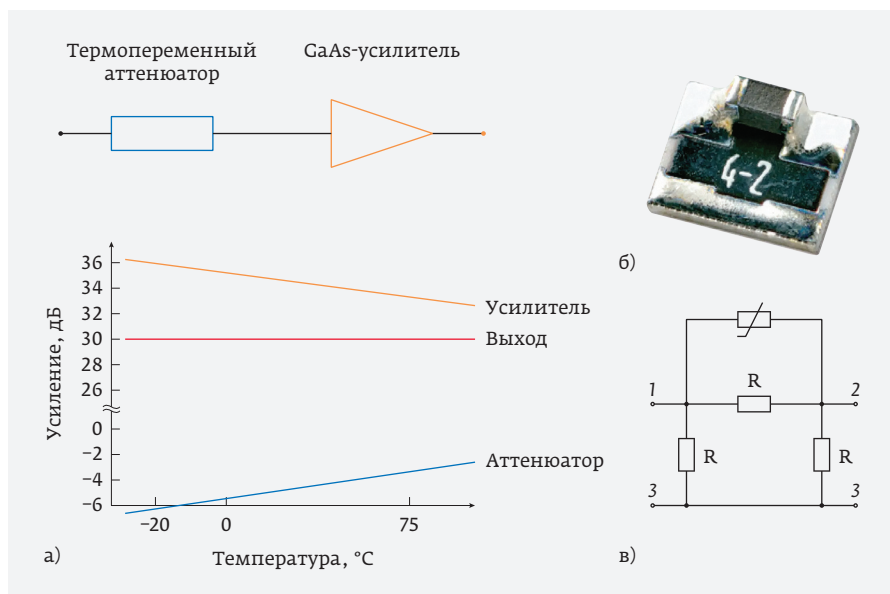 Термопеременный
аттенюатор
GaAs-усилитель
4-2
б)
Усиление, дБ
36
34
32
30
28
26
0
−2
−4
−6
Усилитель
Выход
Аттенюатор
−20
0
75
Температура, °C
а)
R
1
2
R
R
3
3
в)